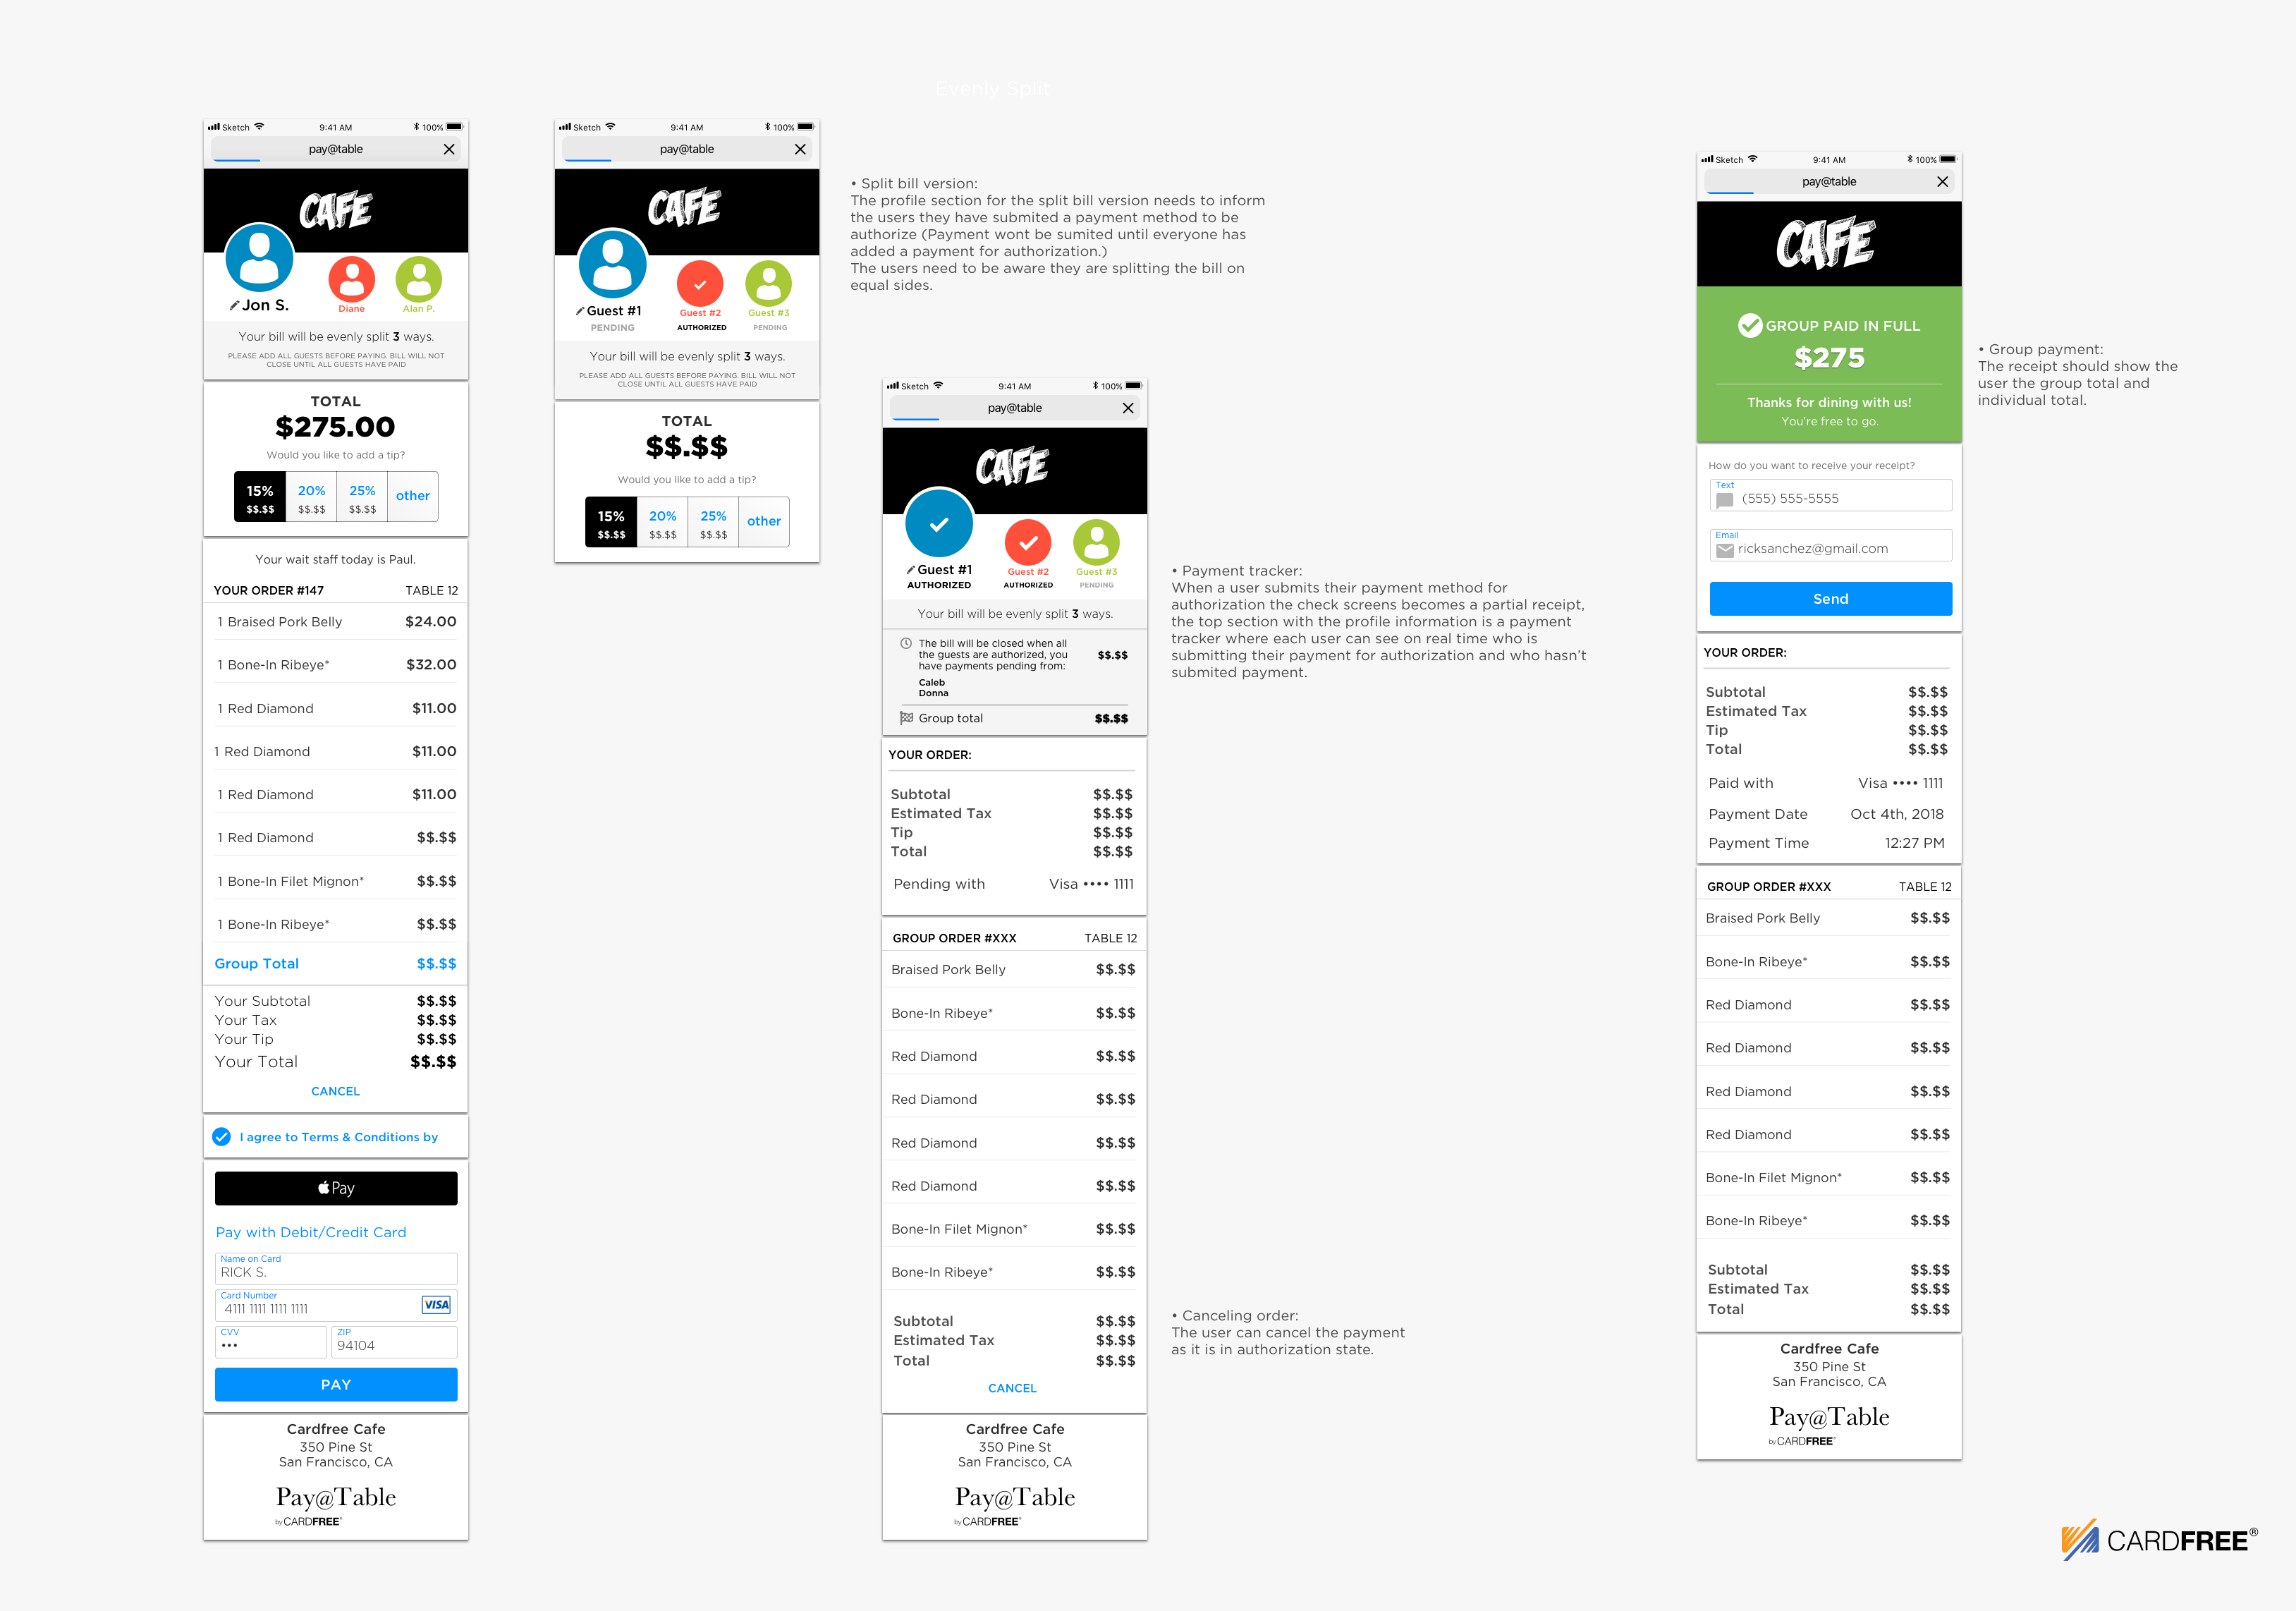 Evenly Split
Sketch 9:41 AM 100%
pay@table
CAFE
Jon S.
Diane
Alan P.
Your bill will be evenly split 3 ways.
PLEASE ADD ALL GUESTS BEFORE PAYING. BILL WILL NOT
CLOSE UNTIL ALL GUESTS HAVE PAID
TOTAL
$275.00
Would you like to add a tip?
15% 20% 25% other
$$.$$ $$.$$ $$.$$
Your wait staff today is Paul.
YOUR ORDER #147 TABLE 12
1 Braised Pork Belly $24.00
1 Bone-In Ribeye* $32.00
1 Red Diamond $11.00
1 Red Diamond $11.00
1 Red Diamond $11.00
1 Red Diamond $$.$$
1 Bone-In Filet Mignon* $$.$$
1 Bone-In Ribeye* $$.$$
Group Total $$.$$
Your Subtotal $$.$$
Your Tax $$.$$
Your Tip $$.$$
Your Total $$.$$
CANCEL
I agree to Terms & Conditions by
Pay
Pay with Debit/Credit Card
Name on Card
RICK S.
Card Number
4111 1111 1111 1111 VISA
CVV ZIP
••• 94104
PAY
Cardfree Cafe
350 Pine St
San Francisco, CA
Pay@Table
by CARDFREE®
Sketch 9:41 AM 100%
pay@table
CAFE
Guest #1 Guest #2 Guest #3
PENDING AUTHORIZED PENDING
Your bill will be evenly split 3 ways.
PLEASE ADD ALL GUESTS BEFORE PAYING. BILL WILL NOT
CLOSE UNTIL ALL GUESTS HAVE PAID
TOTAL
$$.$$
Would you like to add a tip?
15% 20% 25% other
$$.$$ $$.$$ $$.$$
• Split bill version:
The profile section for the split bill version needs to inform
the users they have submited a payment method to be
authorize (Payment wont be sumited until everyone has
added a payment for authorization.)
The users need to be aware they are splitting the bill on
equal sides.
Sketch 9:41 AM 100%
pay@table
CAFE
Guest #1 Guest #2 Guest #3
AUTHORIZED AUTHORIZED PENDING
Your bill will be evenly split 3 ways.
The bill will be closed when all
the guests are authorized, you $$.$$
have payments pending from:
Caleb
Donna
Group total $$.$$
YOUR ORDER:
Subtotal $$.$$
Estimated Tax $$.$$
Tip $$.$$
Total $$.$$
Pending with Visa •••• 1111
GROUP ORDER #XXX TABLE 12
Braised Pork Belly $$.$$
Bone-In Ribeye* $$.$$
Red Diamond $$.$$
Red Diamond $$.$$
Red Diamond $$.$$
Red Diamond $$.$$
Bone-In Filet Mignon* $$.$$
Bone-In Ribeye* $$.$$
Subtotal $$.$$
Estimated Tax $$.$$
Total $$.$$
CANCEL
Cardfree Cafe
350 Pine St
San Francisco, CA
Pay@Table
by CARDFREE®
• Payment tracker:
When a user submits their payment method for
authorization the check screens becomes a partial receipt,
the top section with the profile information is a payment
tracker where each user can see on real time who is
submitting their payment for authorization and who hasn't
submited payment.
• Canceling order:
The user can cancel the payment
as it is in authorization state.
Sketch 9:41 AM 100%
pay@table
CAFE
GROUP PAID IN FULL
$275
Thanks for dining with us!
You're free to go.
How do you want to receive your receipt?
Text
(555) 555-5555
Email
ricksanchez@gmail.com
Send
YOUR ORDER:
Subtotal $$.$$
Estimated Tax $$.$$
Tip $$.$$
Total $$.$$
Paid with Visa •••• 1111
Payment Date Oct 4th, 2018
Payment Time 12:27 PM
GROUP ORDER #XXX TABLE 12
Braised Pork Belly $$.$$
Bone-In Ribeye* $$.$$
Red Diamond $$.$$
Red Diamond $$.$$
Red Diamond $$.$$
Red Diamond $$.$$
Bone-In Filet Mignon* $$.$$
Bone-In Ribeye* $$.$$
Subtotal $$.$$
Estimated Tax $$.$$
Total $$.$$
Cardfree Cafe
350 Pine St
San Francisco, CA
Pay@Table
by CARDFREE®
• Group payment:
The receipt should show the
user the group total and
individual total.
CARDFREE®